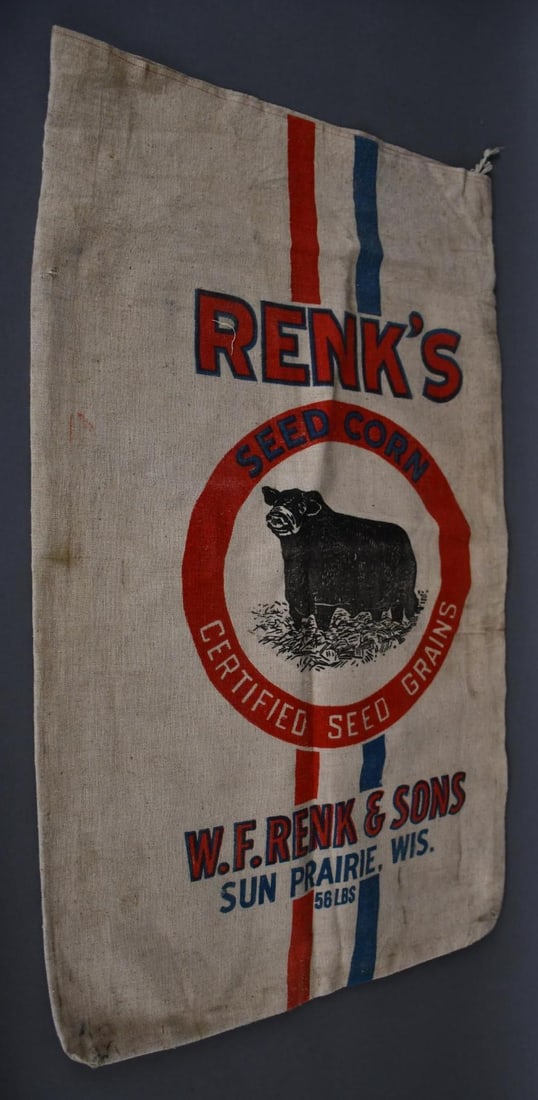 RENK'S
SEED CORN
CERTIFIED SEED GRAINS
W.F. RENK & SONS
SUN PRAIRIE, WIS.
56 LBS